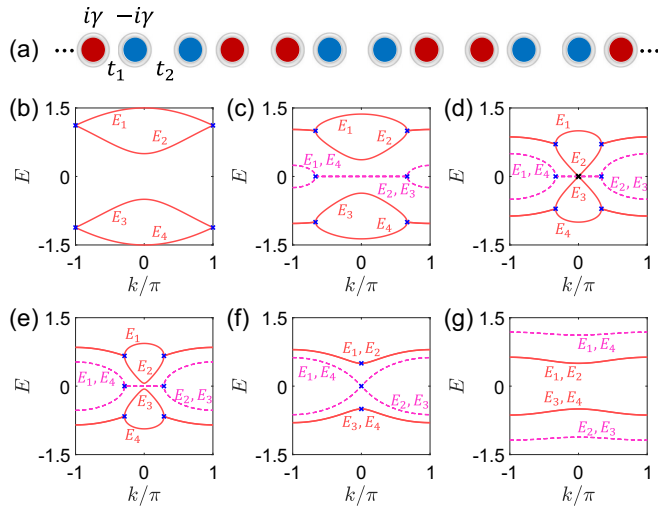 iγ −iγ
(a) ... ...
t₁ t₂
(b) (c) (d)
1.5 1.5 1.5
E₁ E₂ E₁ E₂ E₁
E₁, E₄ E₂ E₁, E₄
E 0 E 0 E 0
E₂, E₃ E₃ E₂, E₃
E₃ E₄ E₃ E₄ E₄
-1.5 -1.5 -1.5
-1 0 1 -1 0 1 -1 0 1
k/π k/π k/π
(e) (f) (g)
1.5 1.5 1.5
E₁ E₁, E₂ E₁, E₄
E₂ E₁, E₄ E₁, E₂
E 0 E₁, E₄ E 0 E 0
E₃ E₂, E₃ E₂, E₃ E₃, E₄
E₄ E₃, E₄ E₂, E₃
-1.5 -1.5 -1.5
-1 0 1 -1 0 1 -1 0 1
k/π k/π k/π